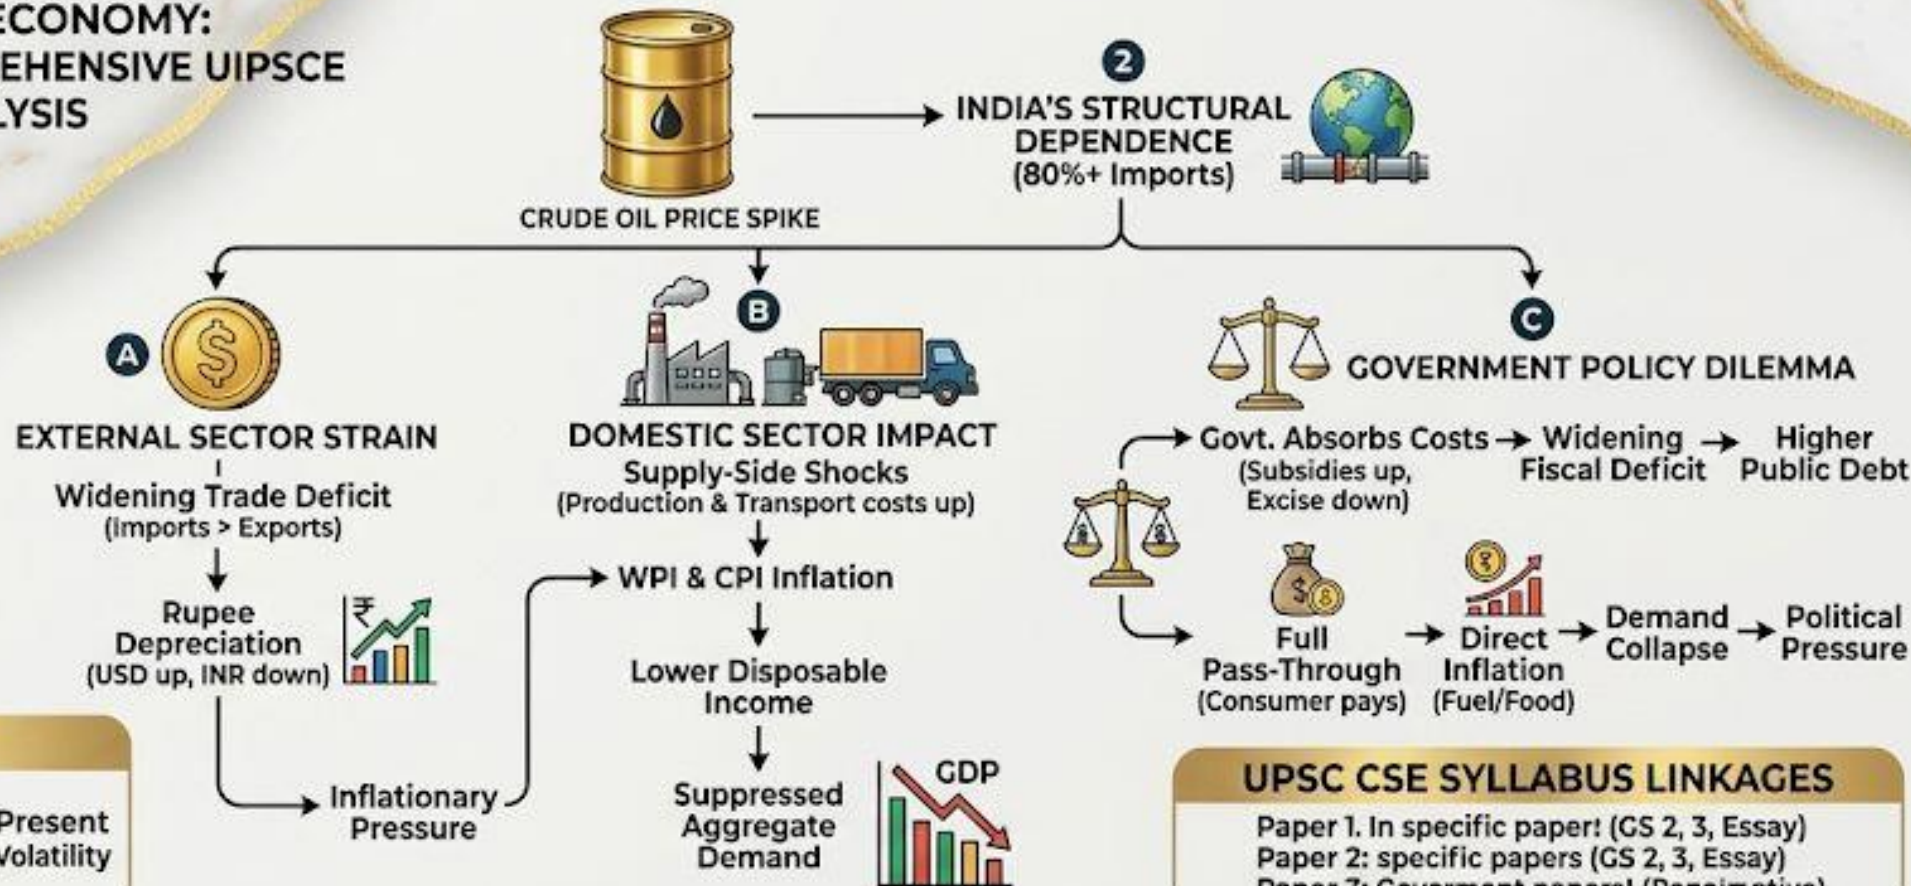 ECONOMY:
EHENSIVE UIPSCE
LYSIS
CRUDE OIL PRICE SPIKE
2
INDIA'S STRUCTURAL
DEPENDENCE
(80%+ Imports)
A
$
EXTERNAL SECTOR STRAIN
Widening Trade Deficit
(Imports > Exports)
Rupee
Depreciation
(USD up, INR down)
₹
Inflationary
Pressure
B
DOMESTIC SECTOR IMPACT
Supply-Side Shocks
(Production & Transport costs up)
WPI & CPI Inflation
Lower Disposable
Income
Suppressed
Aggregate
Demand
GDP
C
GOVERNMENT POLICY DILEMMA
Govt. Absorbs Costs
(Subsidies up,
Excise down)
Widening
Fiscal Deficit
Higher
Public Debt
$
Full
Pass-Through
(Consumer pays)
Direct
Inflation
(Fuel/Food)
Demand
Collapse
Political
Pressure
Present
Volatility
UPSC CSE SYLLABUS LINKAGES
Paper 1. In specific paper! (GS 2, 3, Essay)
Paper 2: specific papers (GS 2, 3, Essay)